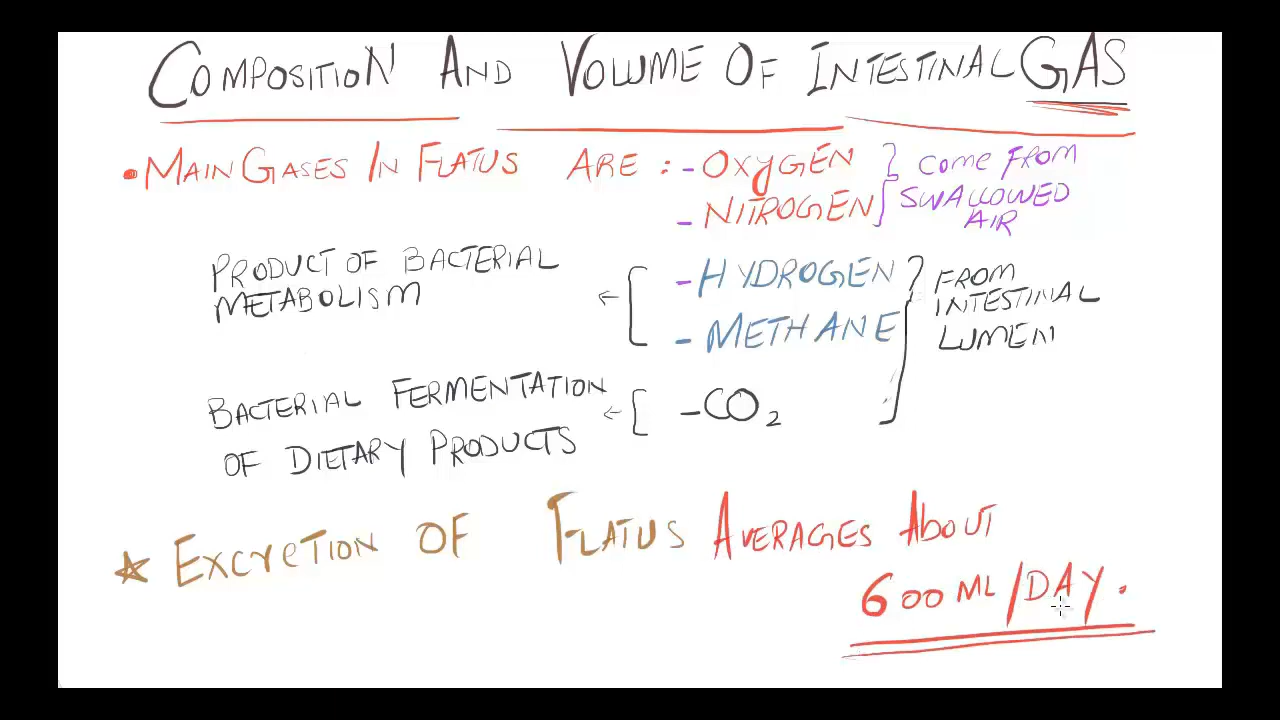 COMPOSITION AND VOLUME OF INTESTINAL GAS
• MAIN GASES IN FLATUS ARE : - OXYGEN
- NITROGEN
COME FROM
SWALLOWED
AIR
PRODUCT OF BACTERIAL
METABOLISM
←
- HYDROGEN
- METHANE
FROM
INTESTINAL
LUMEN
BACTERIAL FERMENTATION
OF DIETARY PRODUCTS
←
- CO2
★ EXCRETION OF FLATUS AVERAGES ABOUT
600 ML/DAY.